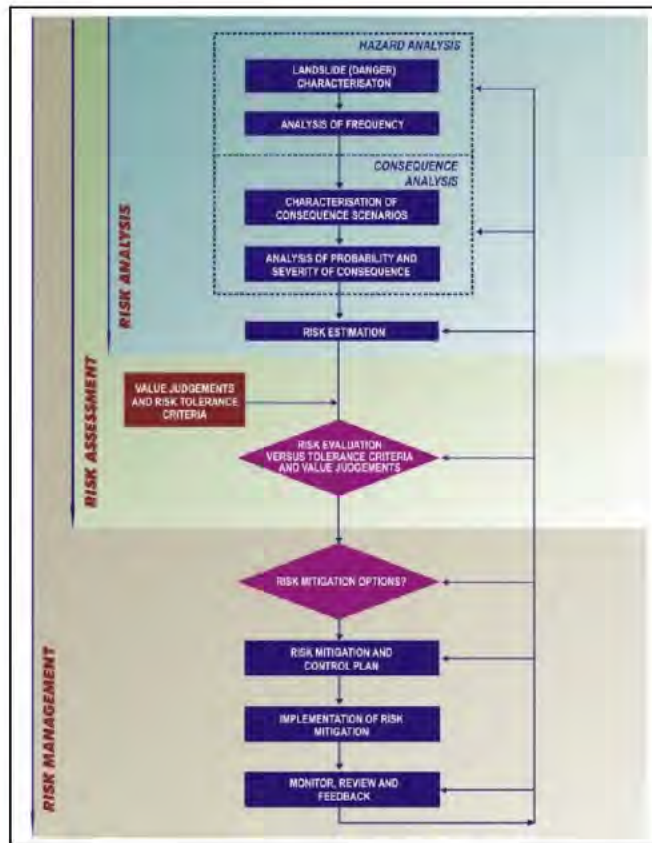 HAZARD ANALYSIS
LANDSLIDE (DANGER)
CHARACTERISATON
ANALYSIS OF FREQUENCY
CONSEQUENCE
ANALYSIS
CHARACTERISATION OF
CONSEQUENCE SCENARIOS
ANALYSIS OF PROBABILITY AND
SEVERITY OF CONSEQUENCE
RISK ESTIMATION
RISK ANALYSIS
VALUE JUDGEMENTS
AND RISK TOLERANCE
CRITERIA
RISK EVALUATION
VERSUS TOLERANCE CRITERIA
AND VALUE JUDGEMENTS
RISK ASSESSMENT
RISK MITIGATION OPTIONS?
RISK MITIGATION AND
CONTROL PLAN
IMPLEMENTATION OF RISK
MITIGATION
MONITOR, REVIEW AND
FEEDBACK
RISK MANAGEMENT